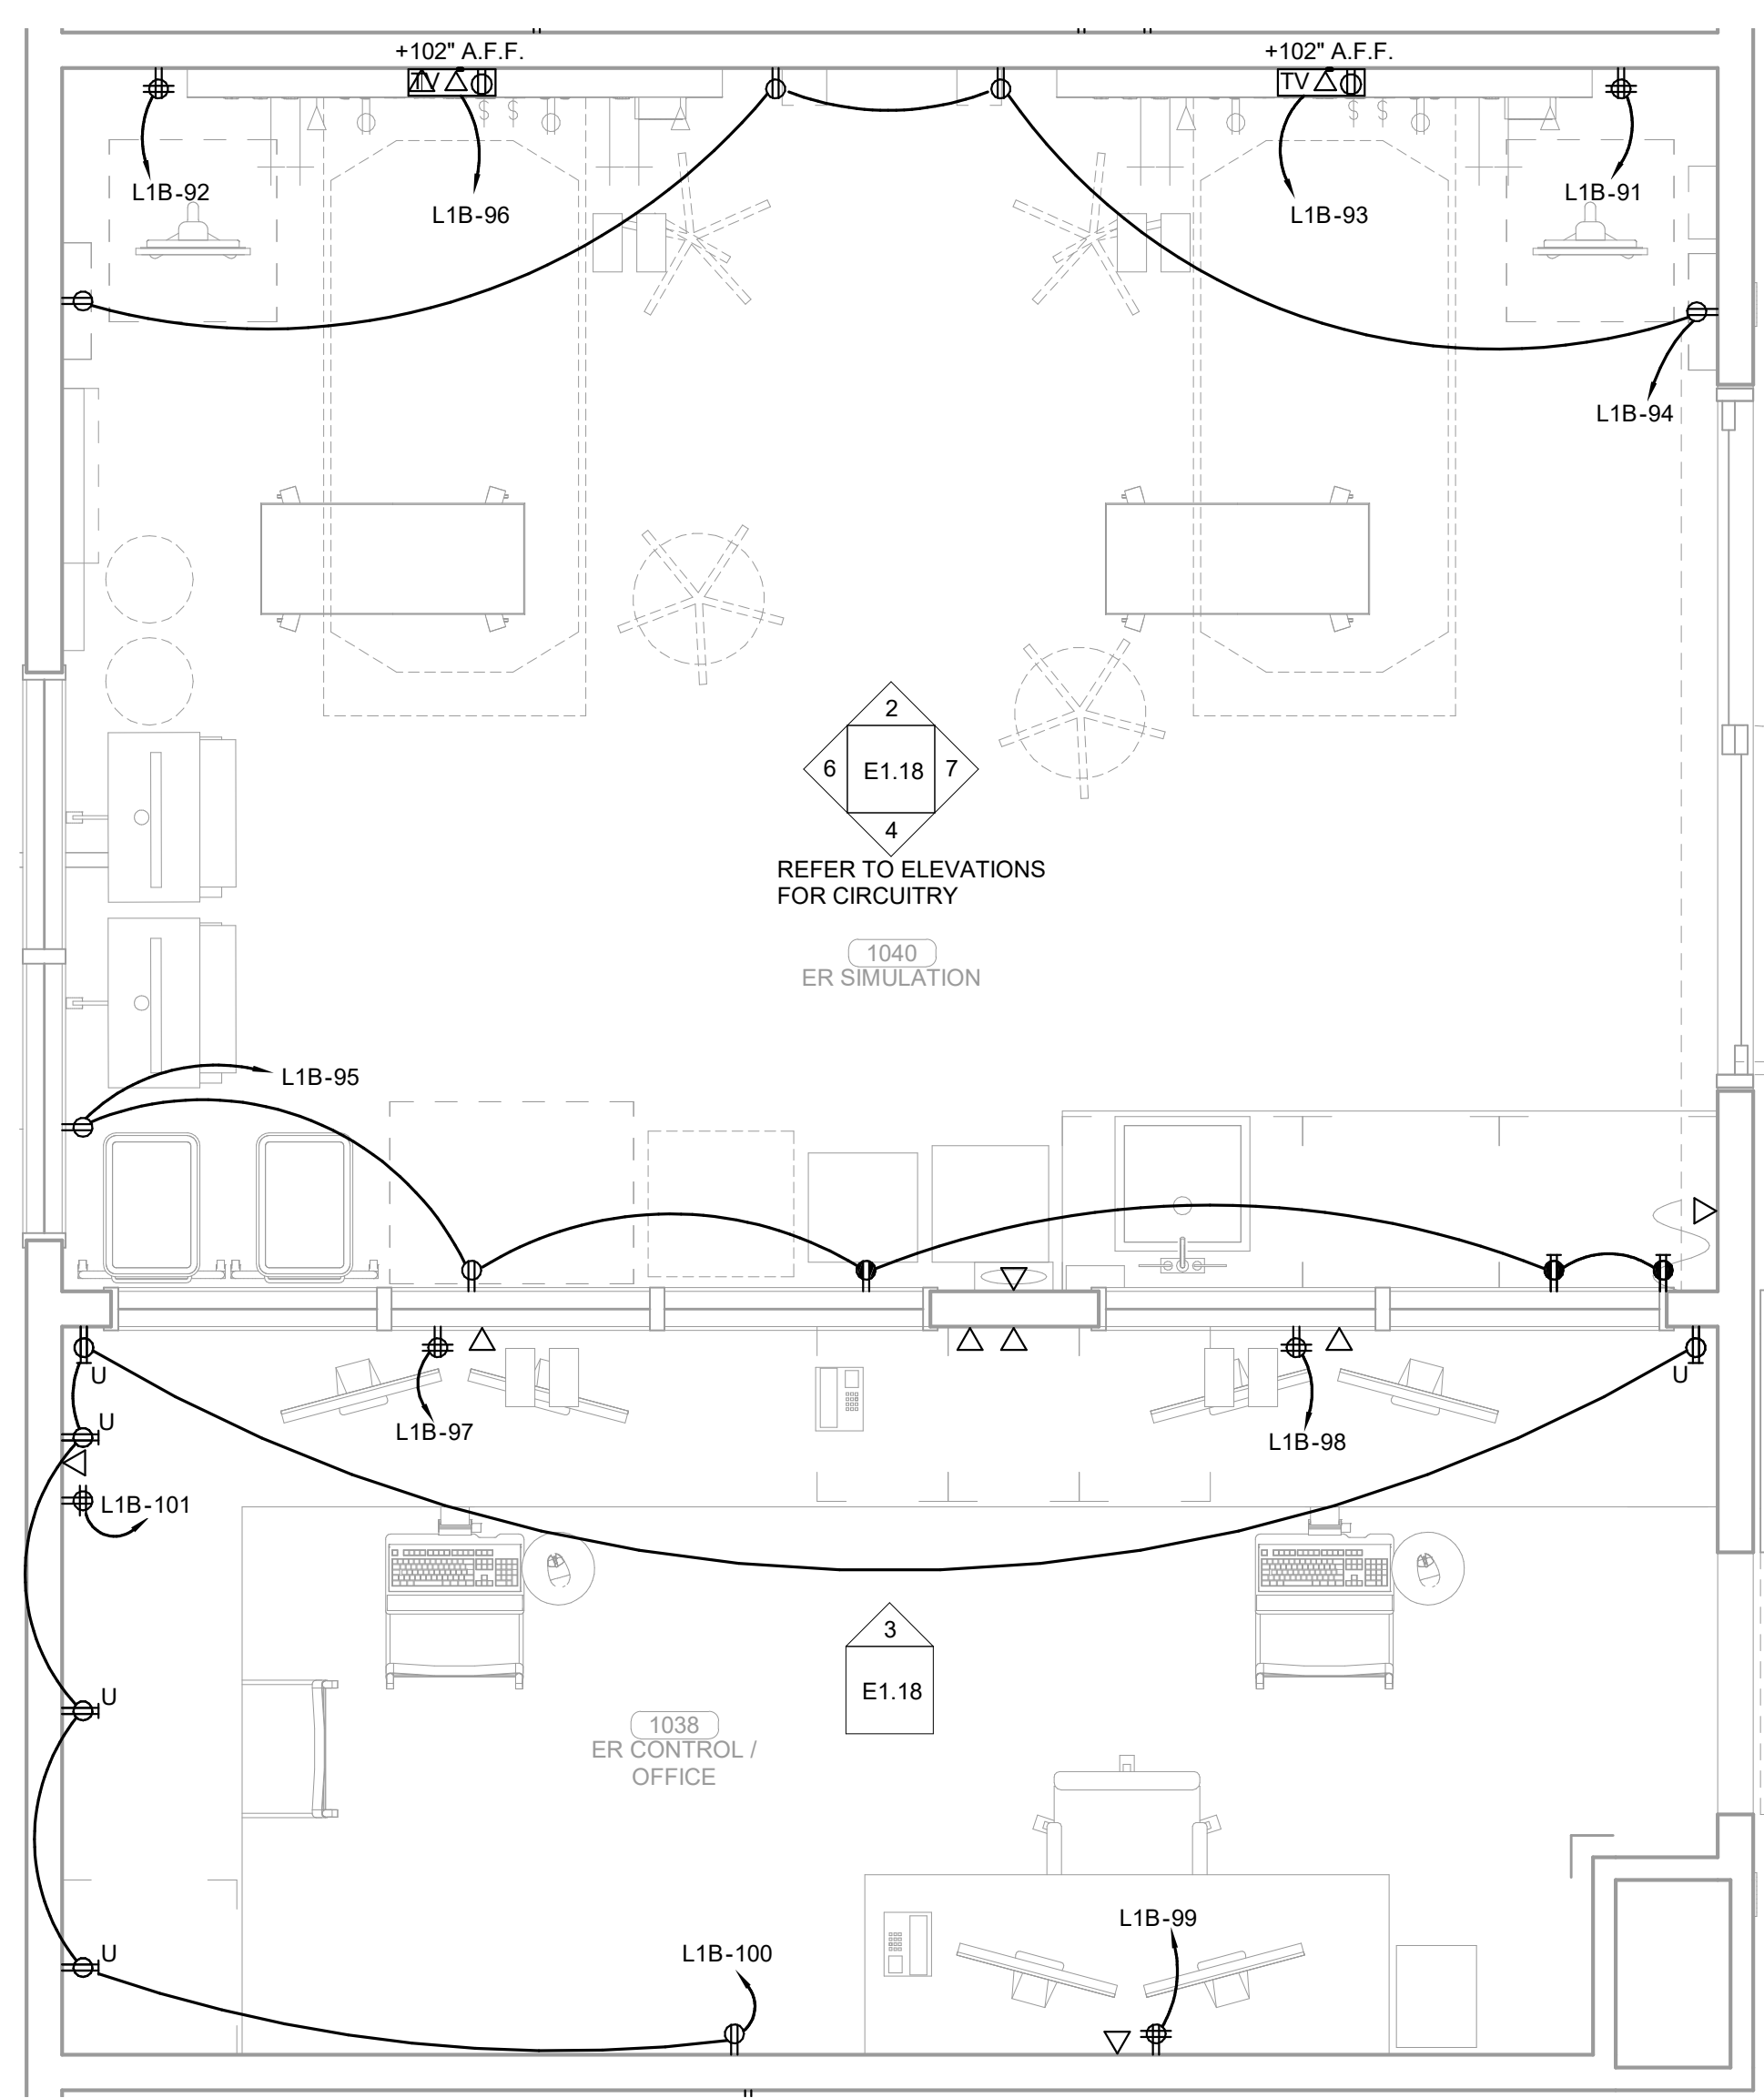 +102" A.F.F.
+102" A.F.F.
TV
TV
$ $
$ $
L1B-92
L1B-96
L1B-93
L1B-91
L1B-94
2
6
E1.18
7
4
REFER TO ELEVATIONS
FOR CIRCUITRY
1040
ER SIMULATION
L1B-95
U
U
L1B-97
L1B-98
U
L1B-101
3
E1.18
U
1038
ER CONTROL /
OFFICE
L1B-99
L1B-100
U